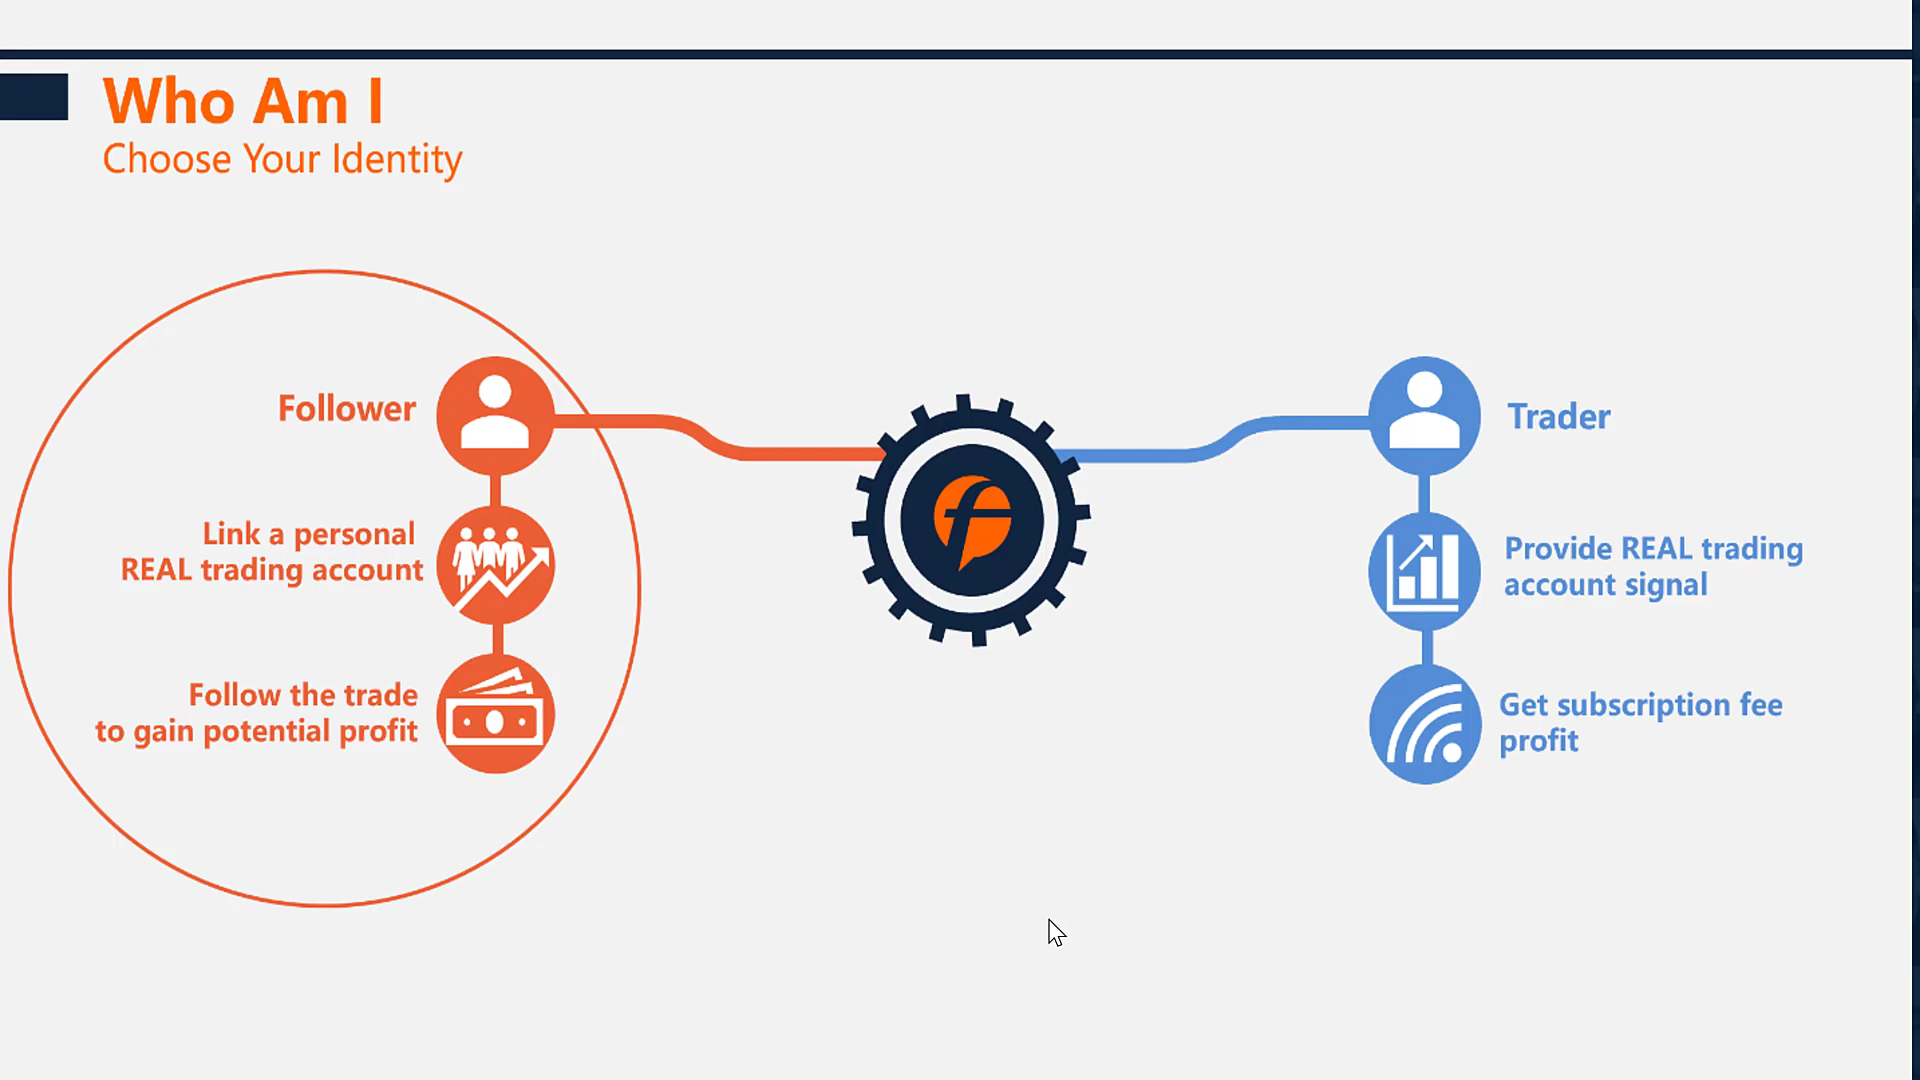 Who Am I
Choose Your Identity
Follower
Link a personal
REAL trading account
Follow the trade
to gain potential profit
Trader
Provide REAL trading
account signal
Get subscription fee
profit